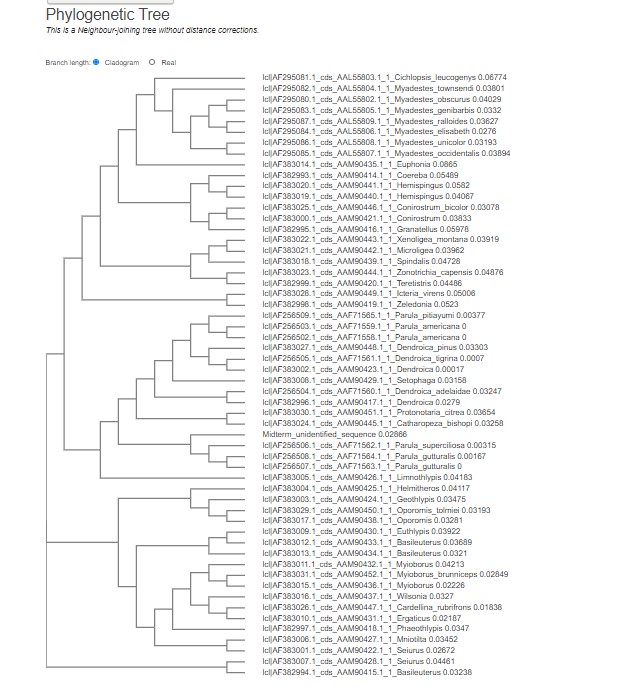 Phylogenetic Tree
This is a Neighbour-joining tree without distance corrections.
Branch length: Cladogram Real
lcl|AF295081.1_cds_AAL55803.1_1_Cichlopsis_leucogenys 0.06774
lcl|AF295082.1_cds_AAL55804.1_1_Myadestes_townsendi 0.03801
lcl|AF295080.1_cds_AAL55802.1_1_Myadestes_obscurus 0.04029
lcl|AF295083.1_cds_AAL55805.1_1_Myadestes_genibarbis 0.0332
lcl|AF295087.1_cds_AAL55809.1_1_Myadestes_ralloides 0.03627
lcl|AF295084.1_cds_AAL55806.1_1_Myadestes_elisabeth 0.0276
lcl|AF295086.1_cds_AAL55808.1_1_Myadestes_unicolor 0.03193
lcl|AF295085.1_cds_AAL55807.1_1_Myadestes_occidentalis 0.03894
lcl|AF383014.1_cds_AAM90435.1_1_Euphonia 0.0865
lcl|AF382993.1_cds_AAM90414.1_1_Coereba 0.05489
lcl|AF383020.1_cds_AAM90441.1_1_Hemispingus 0.0582
lcl|AF383019.1_cds_AAM90440.1_1_Hemispingus 0.04067
lcl|AF383025.1_cds_AAM90446.1_1_Conirostrum_bicolor 0.03078
lcl|AF383000.1_cds_AAM90421.1_1_Conirostrum 0.03833
lcl|AF382995.1_cds_AAM90416.1_1_Granatellus 0.05978
lcl|AF383022.1_cds_AAM90443.1_1_Xenoligea_montana 0.03919
lcl|AF383021.1_cds_AAM90442.1_1_Microligea 0.03962
lcl|AF383018.1_cds_AAM90439.1_1_Spindalis 0.04728
lcl|AF383023.1_cds_AAM90444.1_1_Zonotrichia_capensis 0.04876
lcl|AF382999.1_cds_AAM90420.1_1_Teretistris 0.04486
lcl|AF383028.1_cds_AAM90449.1_1_Icteria_virens 0.05006
lcl|AF382998.1_cds_AAM90419.1_1_Zeledonia 0.0523
lcl|AF256509.1_cds_AAF71565.1_1_Parula_pitiayumi 0.00377
lcl|AF256503.1_cds_AAF71559.1_1_Parula_americana 0
lcl|AF256502.1_cds_AAF71558.1_1_Parula_americana 0
lcl|AF383027.1_cds_AAM90448.1_1_Dendroica_pinus 0.03303
lcl|AF256505.1_cds_AAF71561.1_1_Dendroica_tigrina 0.0007
lcl|AF383002.1_cds_AAM90423.1_1_Dendroica 0.00017
lcl|AF383008.1_cds_AAM90429.1_1_Setophaga 0.03158
lcl|AF256504.1_cds_AAF71560.1_1_Dendroica_adelaidae 0.03247
lcl|AF382996.1_cds_AAM90417.1_1_Dendroica 0.0279
lcl|AF383030.1_cds_AAM90451.1_1_Protonotaria_citrea 0.03654
lcl|AF383024.1_cds_AAM90445.1_1_Catharopeza_bishopi 0.03258
Midterm_unidentified_sequence 0.02866
lcl|AF256506.1_cds_AAF71562.1_1_Parula_superciliosa 0.00315
lcl|AF256508.1_cds_AAF71564.1_1_Parula_gutturalis 0.00167
lcl|AF256507.1_cds_AAF71563.1_1_Parula_gutturalis 0
lcl|AF383005.1_cds_AAM90426.1_1_Limnothlypis 0.04183
lcl|AF383004.1_cds_AAM90425.1_1_Helmitheros 0.04117
lcl|AF383003.1_cds_AAM90424.1_1_Geothlypis 0.03475
lcl|AF383029.1_cds_AAM90450.1_1_Oporomis_tolmiei 0.03193
lcl|AF383017.1_cds_AAM90438.1_1_Oporomis 0.03281
lcl|AF383009.1_cds_AAM90430.1_1_Euthlypis 0.03922
lcl|AF383012.1_cds_AAM90433.1_1_Basileuterus 0.03689
lcl|AF383013.1_cds_AAM90434.1_1_Basileuterus 0.0321
lcl|AF383011.1_cds_AAM90432.1_1_Myioborus 0.04213
lcl|AF383031.1_cds_AAM90452.1_1_Myioborus_brunniceps 0.02849
lcl|AF383015.1_cds_AAM90436.1_1_Myioborus 0.02226
lcl|AF383016.1_cds_AAM90437.1_1_Wilsonia 0.0327
lcl|AF383026.1_cds_AAM90447.1_1_Cardellina_rubrifrons 0.01838
lcl|AF383010.1_cds_AAM90431.1_1_Ergaticus 0.02187
lcl|AF382997.1_cds_AAM90418.1_1_Phaeothlypis 0.0347
lcl|AF383006.1_cds_AAM90427.1_1_Mniotilta 0.03452
lcl|AF383001.1_cds_AAM90422.1_1_Seiurus 0.02672
lcl|AF383007.1_cds_AAM90428.1_1_Seiurus 0.04461
lcl|AF382994.1_cds_AAM90415.1_1_Basileuterus 0.03238